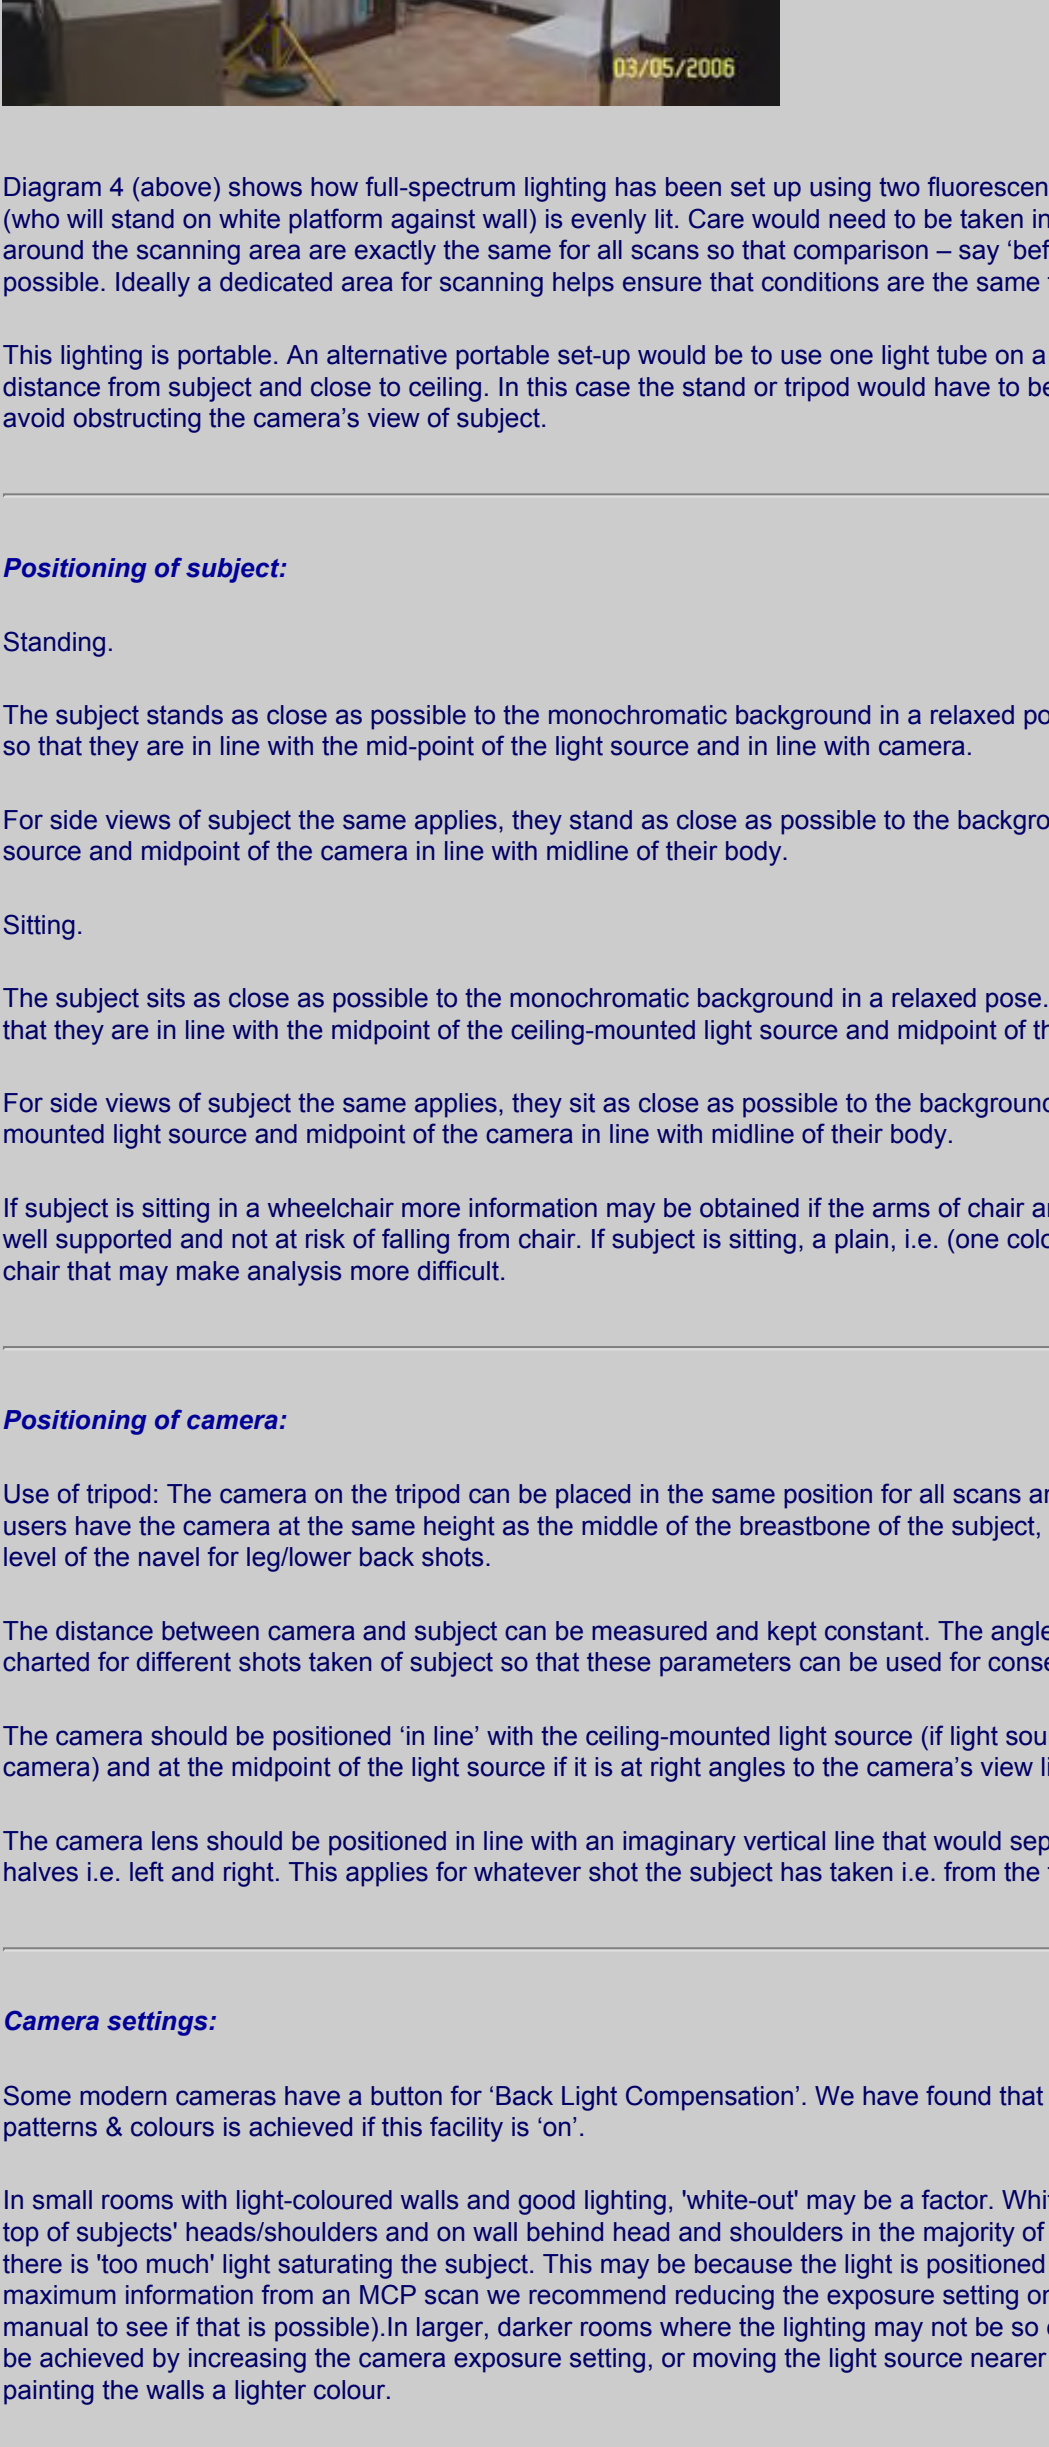 03/05/2006
Diagram 4 (above) shows how full-spectrum lighting has been set up using two fluorescen
(who will stand on white platform against wall) is evenly lit. Care would need to be taken in
around the scanning area are exactly the same for all scans so that comparison – say ‘bef
possible. Ideally a dedicated area for scanning helps ensure that conditions are the same
This lighting is portable. An alternative portable set-up would be to use one light tube on a
distance from subject and close to ceiling. In this case the stand or tripod would have to be
avoid obstructing the camera’s view of subject.
Positioning of subject:
Standing.
The subject stands as close as possible to the monochromatic background in a relaxed po
so that they are in line with the mid-point of the light source and in line with camera.
For side views of subject the same applies, they stand as close as possible to the backgro
source and midpoint of the camera in line with midline of their body.
Sitting.
The subject sits as close as possible to the monochromatic background in a relaxed pose.
that they are in line with the midpoint of the ceiling-mounted light source and midpoint of th
For side views of subject the same applies, they sit as close as possible to the background
mounted light source and midpoint of the camera in line with midline of their body.
If subject is sitting in a wheelchair more information may be obtained if the arms of chair ar
well supported and not at risk of falling from chair. If subject is sitting, a plain, i.e. (one colo
chair that may make analysis more difficult.
Positioning of camera:
Use of tripod: The camera on the tripod can be placed in the same position for all scans an
users have the camera at the same height as the middle of the breastbone of the subject,
level of the navel for leg/lower back shots.
The distance between camera and subject can be measured and kept constant. The angle
charted for different shots taken of subject so that these parameters can be used for conse
The camera should be positioned ‘in line’ with the ceiling-mounted light source (if light sou
camera) and at the midpoint of the light source if it is at right angles to the camera’s view li
The camera lens should be positioned in line with an imaginary vertical line that would sep
halves i.e. left and right. This applies for whatever shot the subject has taken i.e. from the
Camera settings:
Some modern cameras have a button for ‘Back Light Compensation’. We have found that
patterns & colours is achieved if this facility is ‘on’.
In small rooms with light-coloured walls and good lighting, 'white-out' may be a factor. Whi
top of subjects' heads/shoulders and on wall behind head and shoulders in the majority of
there is 'too much' light saturating the subject. This may be because the light is positioned
maximum information from an MCP scan we recommend reducing the exposure setting on
manual to see if that is possible).In larger, darker rooms where the lighting may not be so
be achieved by increasing the camera exposure setting, or moving the light source nearer
painting the walls a lighter colour.